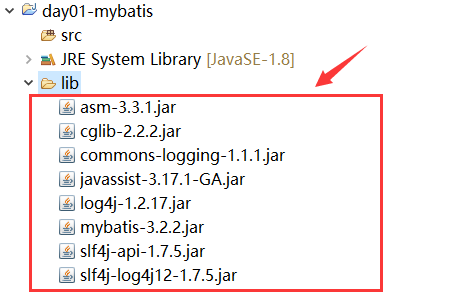 day01-mybatis
src
JRE System Library [JavaSE-1.8]
lib
asm-3.3.1.jar
cglib-2.2.2.jar
commons-logging-1.1.1.jar
javassist-3.17.1-GA.jar
log4j-1.2.17.jar
mybatis-3.2.2.jar
slf4j-api-1.7.5.jar
slf4j-log4j12-1.7.5.jar